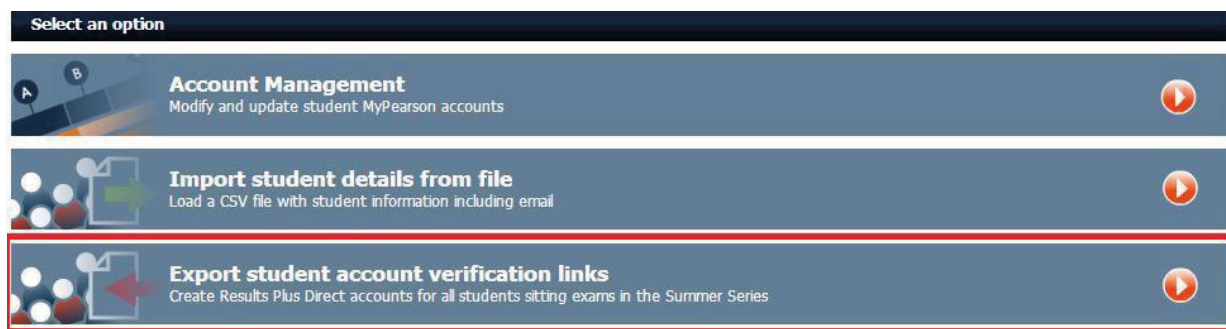 Select an option
A
B
Account Management
Modify and update student MyPearson accounts
Import student details from file
Load a CSV file with student information including email
Export student account verification links
Create Results Plus Direct accounts for all students sitting exams in the Summer Series